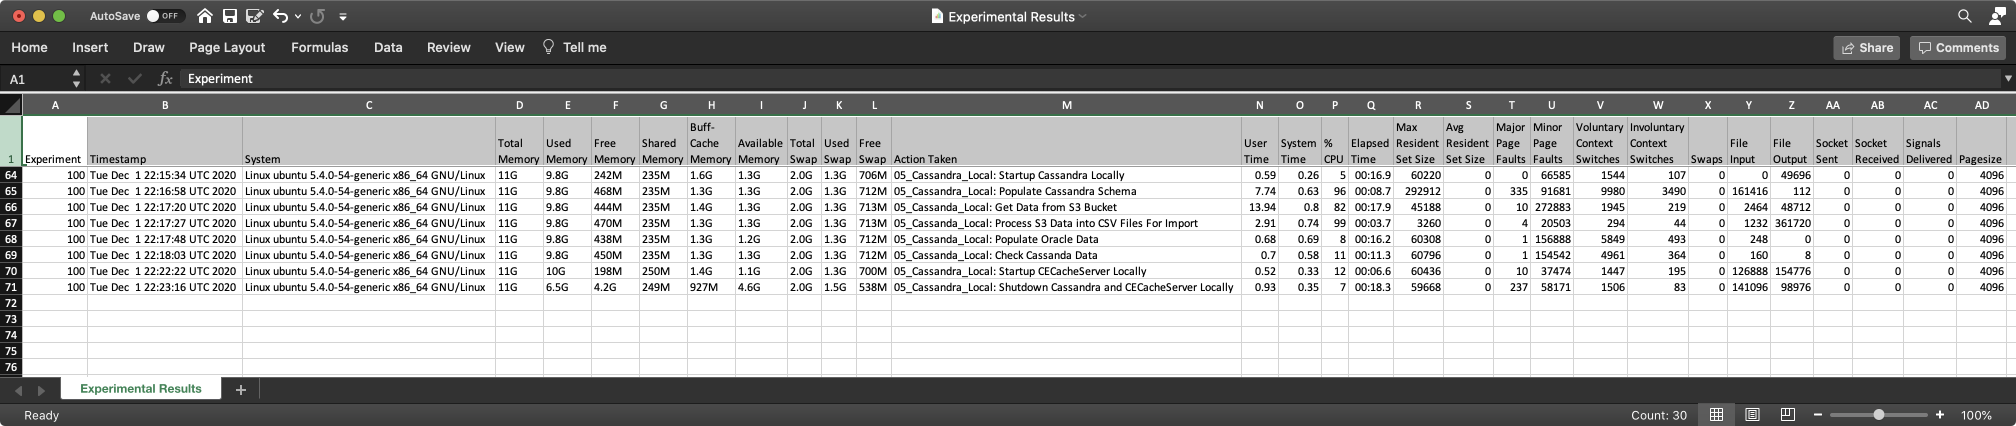 AutoSave OFF Experimental Results
Home Insert Draw Page Layout Formulas Data Review View Tell me Share Comments
A1 fx Experiment
A B C D E F G H I J K L M N O P Q R S T U V W X Y Z AA AB AC AD
1 Experiment Timestamp System Total Memory Used Memory Free Memory Shared Memory Buff-Cache Memory Available Memory Total Swap Used Swap Free Swap Action Taken User Time System Time % CPU Elapsed Time Max Resident Set Size Avg Resident Set Size Major Page Faults Minor Page Faults Voluntary Context Switches Involuntary Context Switches Swaps File Input File Output Socket Sent Socket Received Signals Delivered Pagesize
64 100 Tue Dec 1 22:15:34 UTC 2020 Linux ubuntu 5.4.0-54-generic x86_64 GNU/Linux 11G 9.8G 242M 235M 1.6G 1.3G 2.0G 1.3G 706M 05_Cassandra_Local: Startup Cassandra Locally 0.59 0.26 5 00:16.9 60220 0 0 66585 1544 107 0 0 49696 0 0 0 4096
65 100 Tue Dec 1 22:16:58 UTC 2020 Linux ubuntu 5.4.0-54-generic x86_64 GNU/Linux 11G 9.8G 468M 235M 1.3G 1.3G 2.0G 1.3G 712M 05_Cassandra_Local: Populate Cassandra Schema 7.74 0.63 96 00:08.7 292912 0 335 91681 9980 3490 0 161416 112 0 0 0 4096
66 100 Tue Dec 1 22:17:20 UTC 2020 Linux ubuntu 5.4.0-54-generic x86_64 GNU/Linux 11G 9.8G 444M 235M 1.4G 1.3G 2.0G 1.3G 713M 05_Cassandra_Local: Get Data from S3 Bucket 13.94 0.8 82 00:17.9 45188 0 10 272883 1945 219 0 2464 48712 0 0 0 4096
67 100 Tue Dec 1 22:17:27 UTC 2020 Linux ubuntu 5.4.0-54-generic x86_64 GNU/Linux 11G 9.8G 470M 235M 1.3G 1.3G 2.0G 1.3G 713M 05_Cassanda_Local: Process S3 Data into CSV Files For Import 2.91 0.74 99 00:03.7 3260 0 4 20503 294 44 0 1232 361720 0 0 0 4096
68 100 Tue Dec 1 22:17:48 UTC 2020 Linux ubuntu 5.4.0-54-generic x86_64 GNU/Linux 11G 9.8G 438M 235M 1.3G 1.2G 2.0G 1.3G 712M 05_Cassanda_Local: Populate Oracle Data 0.68 0.69 8 00:16.2 60308 0 1 156888 5849 493 0 248 0 0 0 0 4096
69 100 Tue Dec 1 22:18:03 UTC 2020 Linux ubuntu 5.4.0-54-generic x86_64 GNU/Linux 11G 9.8G 450M 235M 1.3G 1.3G 2.0G 1.3G 712M 05_Cassanda_Local: Check Cassanda Data 0.7 0.58 11 00:11.3 60796 0 1 154542 4961 364 0 160 8 0 0 0 4096
70 100 Tue Dec 1 22:22:22 UTC 2020 Linux ubuntu 5.4.0-54-generic x86_64 GNU/Linux 11G 10G 198M 250M 1.4G 1.1G 2.0G 1.3G 700M 05_Cassandra_Local: Startup CECacheServer Locally 0.52 0.33 12 00:06.6 60436 0 10 37474 1447 195 0 126888 154776 0 0 0 4096
71 100 Tue Dec 1 22:23:16 UTC 2020 Linux ubuntu 5.4.0-54-generic x86_64 GNU/Linux 11G 6.5G 4.2G 249M 927M 4.6G 2.0G 1.5G 538M 05_Cassandra_Local: Shutdown Cassandra and CECacheServer Locally 0.93 0.35 7 00:18.3 59668 0 237 58171 1506 83 0 141096 98976 0 0 0 4096
72
73
74
75
76
Experimental Results +
Ready Count: 30 100%